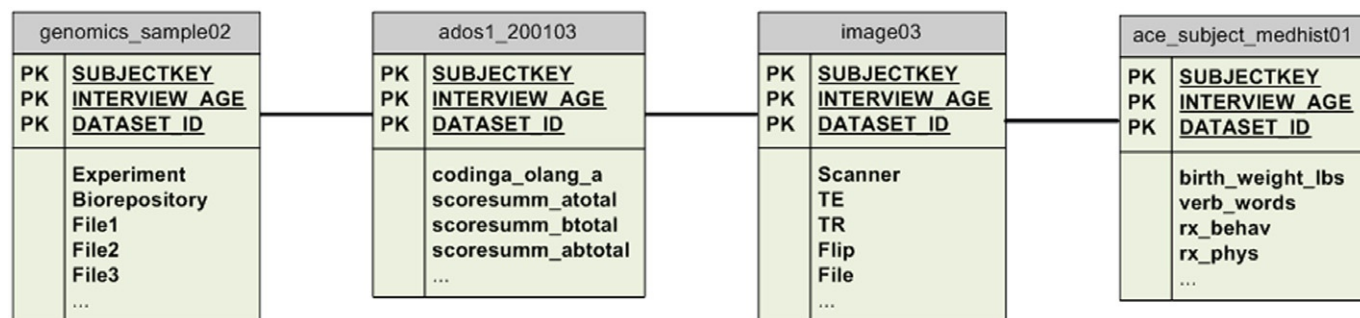 genomics_sample02
PK SUBJECTKEY
PK INTERVIEW_AGE
PK DATASET_ID
Experiment
Biorepository
File1
File2
File3
...
ados1_200103
PK SUBJECTKEY
PK INTERVIEW_AGE
PK DATASET_ID
codinga_olang_a
scoresumm_atotal
scoresumm_btotal
scoresumm_abtotal
...
image03
PK SUBJECTKEY
PK INTERVIEW_AGE
PK DATASET_ID
Scanner
TE
TR
Flip
File
...
ace_subject_medhist01
PK SUBJECTKEY
PK INTERVIEW_AGE
PK DATASET_ID
birth_weight_lbs
verb_words
rx_behav
rx_phys
...